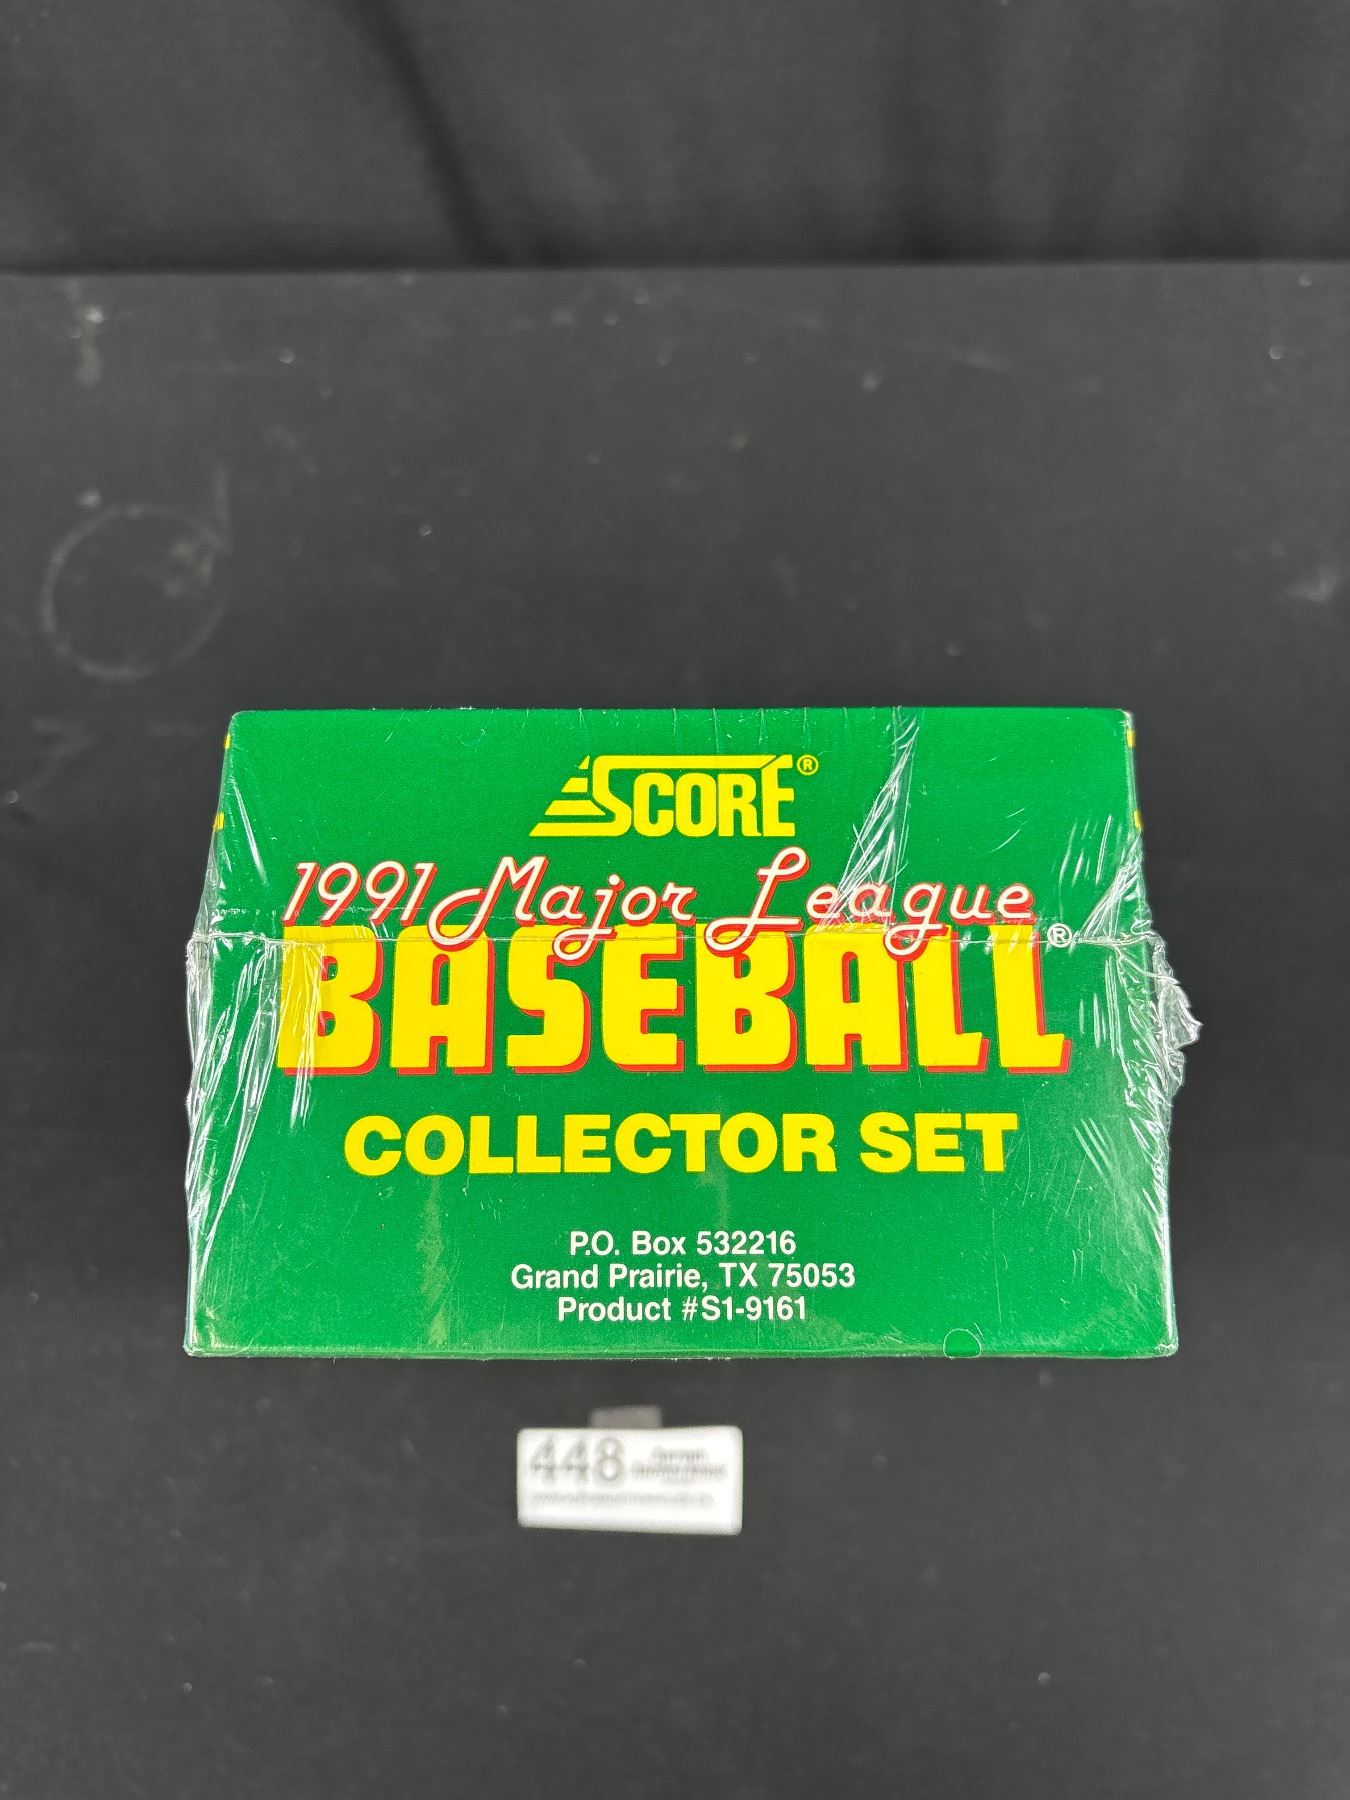 SCORE®
1991 Major League
BASEBALL®
COLLECTOR SET
P.O. Box 532216
Grand Prairie, TX 75053
Product #S1-9161
448